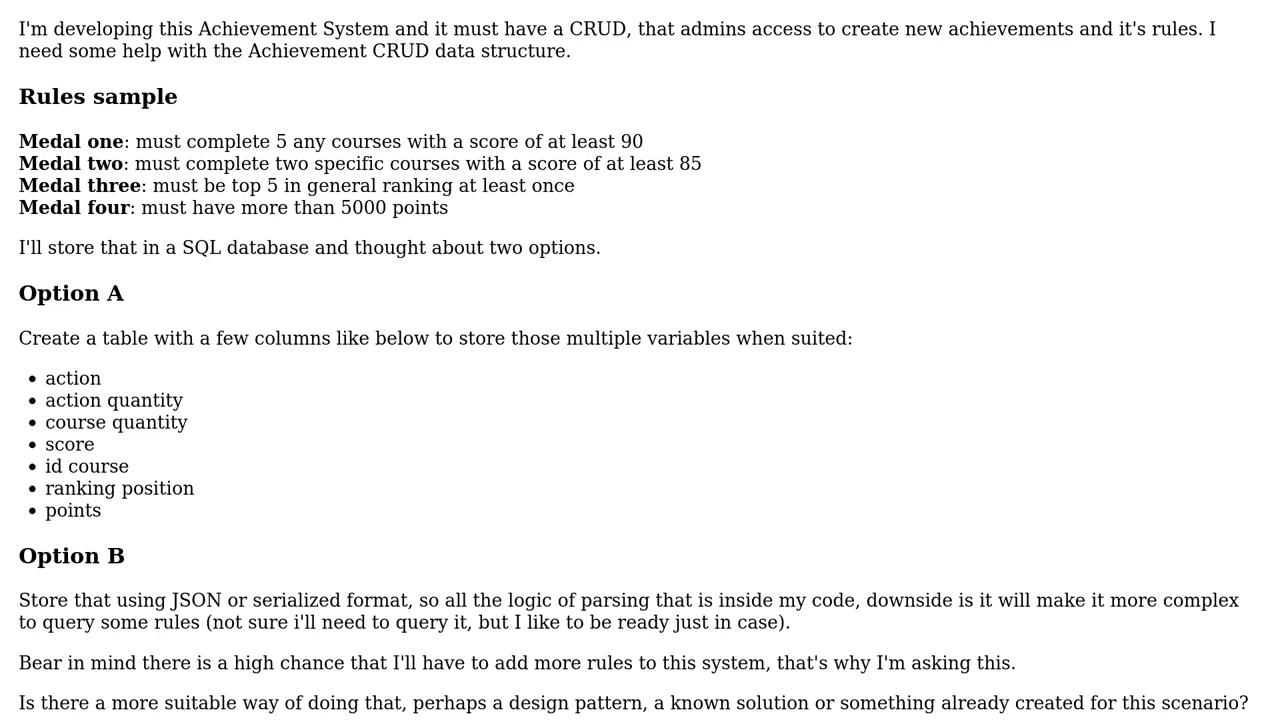 I'm developing this Achievement System and it must have a CRUD, that admins access to create new achievements and it's rules. I
need some help with the Achievement CRUD data structure.
Rules sample
Medal one: must complete 5 any courses with a score of at least 90
Medal two: must complete two specific courses with a score of at least 85
Medal three: must be top 5 in general ranking at least once
Medal four: must have more than 5000 points
I'll store that in a SQL database and thought about two options.
Option A
Create a table with a few columns like below to store those multiple variables when suited:
• action
• action quantity
• course quantity
• score
• id course
• ranking position
• points
Option B
Store that using JSON or serialized format, so all the logic of parsing that is inside my code, downside is it will make it more complex
to query some rules (not sure i'll need to query it, but I like to be ready just in case).
Bear in mind there is a high chance that I'll have to add more rules to this system, that's why I'm asking this.
Is there a more suitable way of doing that, perhaps a design pattern, a known solution or something already created for this scenario?